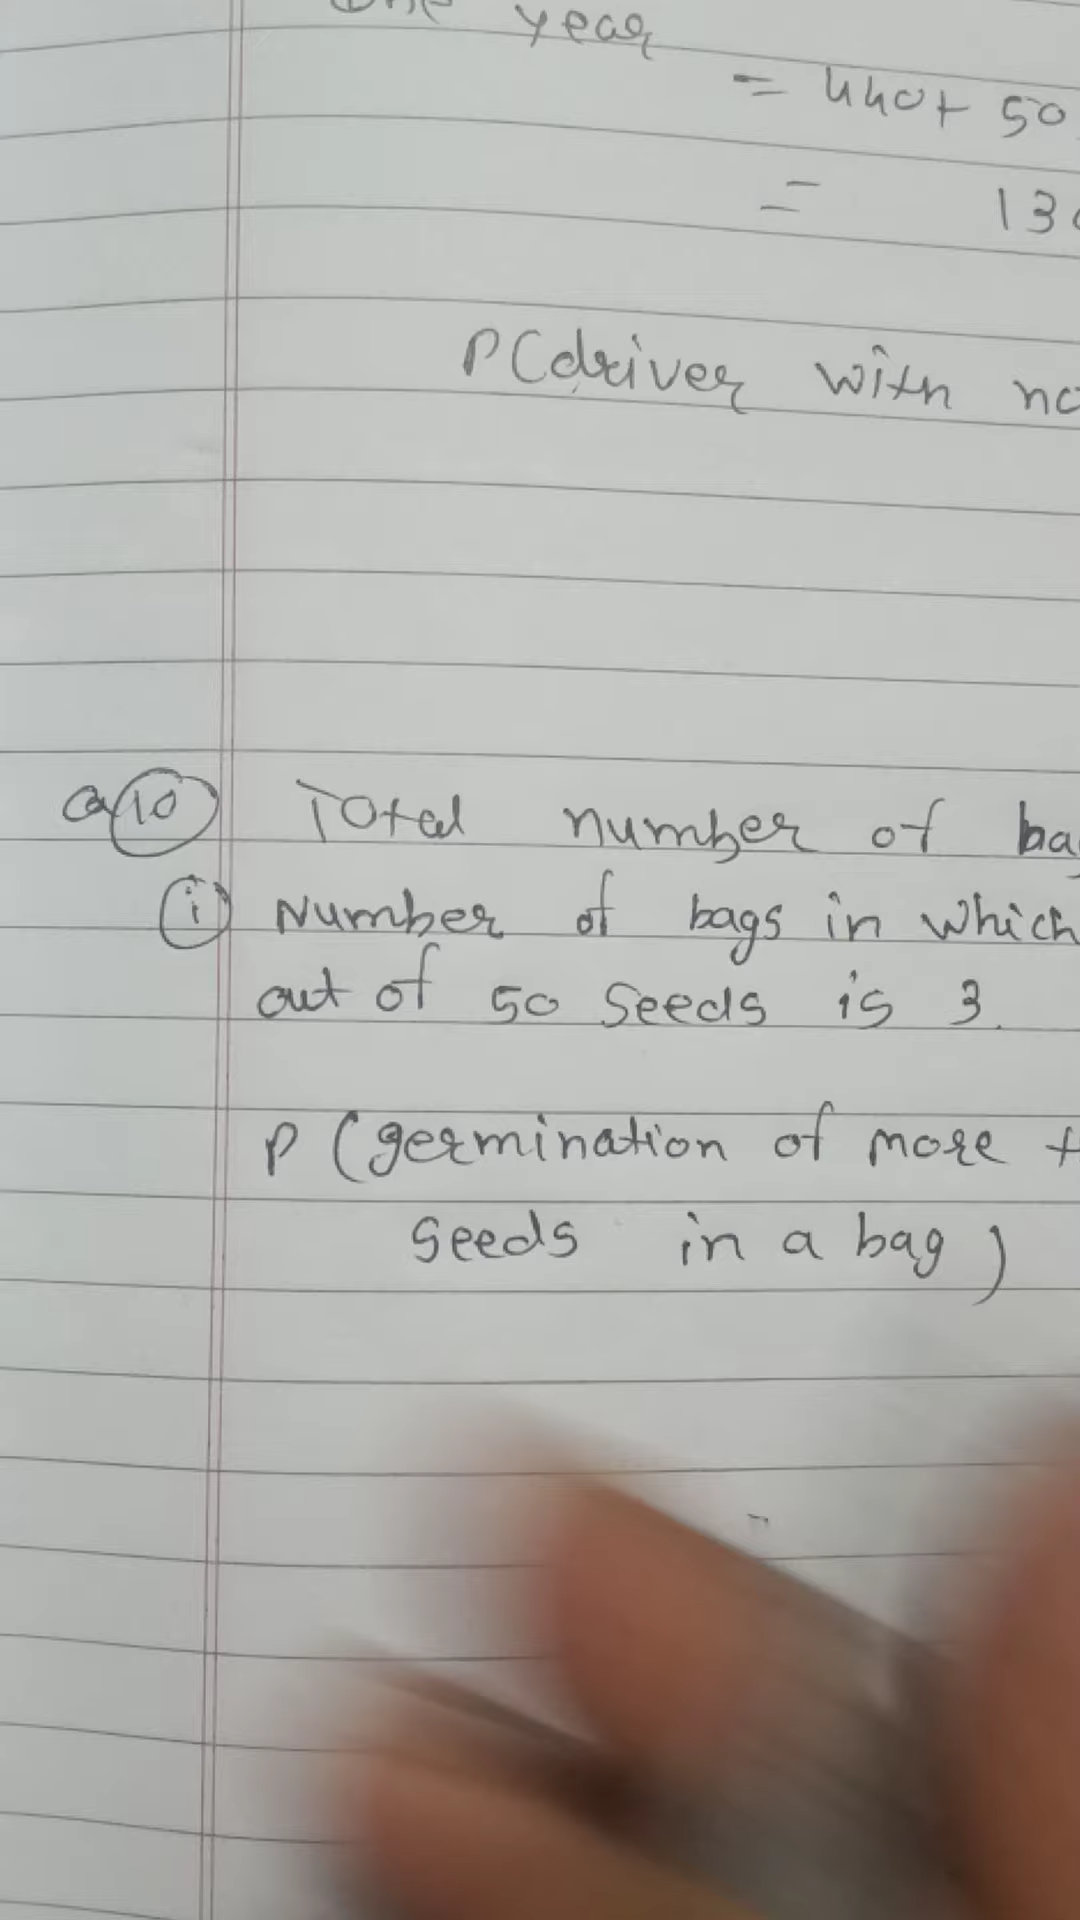 year
= 440+ 50
= 13
P(driver with no
Q10 Total number of ba
i Number of bags in which
out of 50 seeds is 3.
P (germination of more t
seeds in a bag)